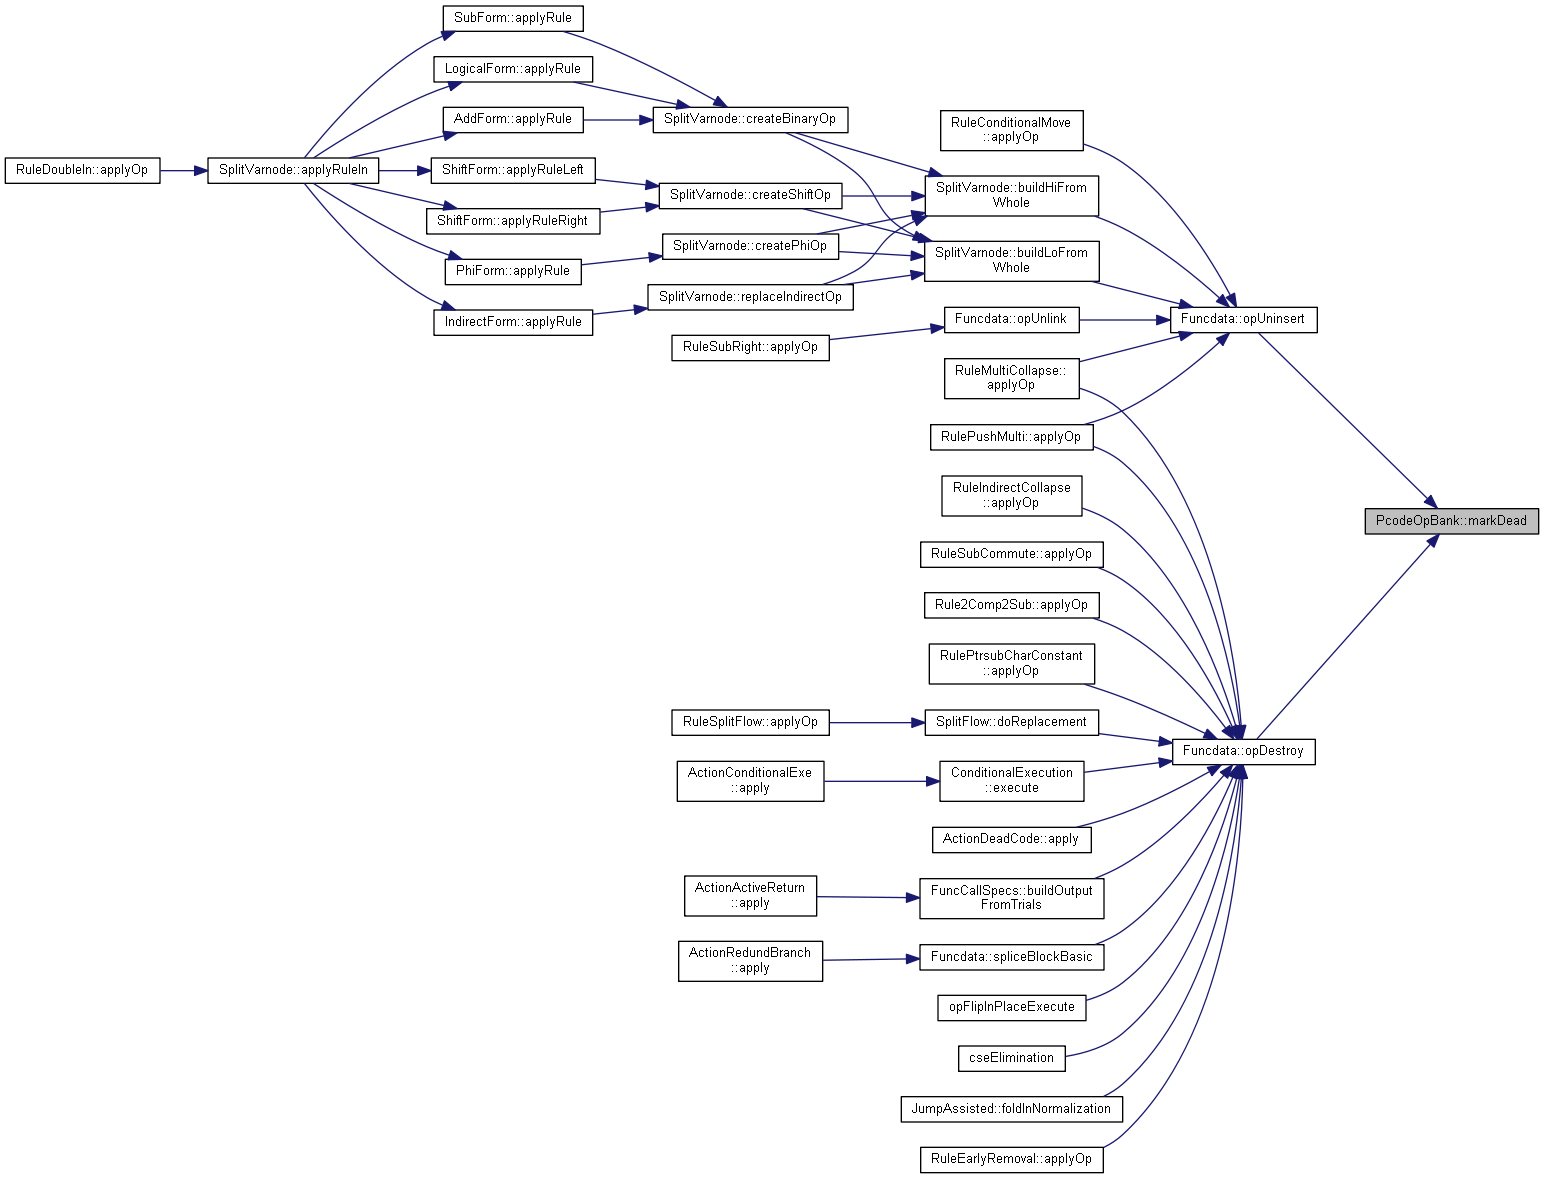 SubForm::applyRule
LogicalForm::applyRule
AddForm::applyRule
SplitVarnode::createBinaryOp
RuleConditionalMove
::applyOp
RuleDoubleIn::applyOp
SplitVarnode::applyRuleIn
ShiftForm::applyRuleLeft
SplitVarnode::createShiftOp
SplitVarnode::buildHiFrom
Whole
ShiftForm::applyRuleRight
SplitVarnode::createPhiOp
SplitVarnode::buildLoFrom
Whole
PhiForm::applyRule
SplitVarnode::replaceIndirectOp
IndirectForm::applyRule
Funcdata::opUnlink
Funcdata::opUninsert
RuleSubRight::applyOp
RuleMultiCollapse::
applyOp
RulePushMulti::applyOp
RuleIndirectCollapse
::applyOp
PcodeOpBank::markDead
RuleSubCommute::applyOp
Rule2Comp2Sub::applyOp
RulePtrsubCharConstant
::applyOp
RuleSplitFlow::applyOp
SplitFlow::doReplacement
Funcdata::opDestroy
ActionConditionalExe
::apply
ConditionalExecution
::execute
ActionDeadCode::apply
ActionActiveReturn
::apply
FuncCallSpecs::buildOutput
FromTrials
ActionRedundBranch
::apply
Funcdata::spliceBlockBasic
opFlipInPlaceExecute
cseElimination
JumpAssisted::foldInNormalization
RuleEarlyRemoval::applyOp